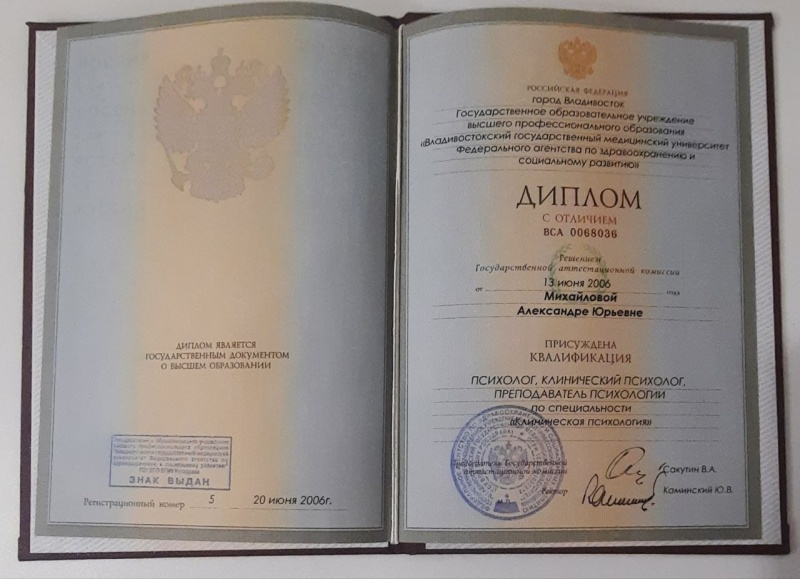 ДИПЛОМ ЯВЛЯЕТСЯ
ГОСУДАРСТВЕННЫМ ДОКУМЕНТОМ
О ВЫСШЕМ ОБРАЗОВАНИИ
ЗНАК ВЫДАН
Регистрационный номер 5 20 июня 2006г.
РОССИЙСКАЯ ФЕДЕРАЦИЯ
город Владивосток
Государственное образовательное учреждение
высшего профессионального образования
«Владивостокский государственный медицинский университет
Федерального агентства по здравоохранению и
социальному развитию»
ДИПЛОМ
С ОТЛИЧИЕМ
ВСА 0068036
Решением
Государственной аттестационной комиссии
от 13 июня 2006 года
Михайловой
Александре Юрьевне
ПРИСУЖДЕНА
КВАЛИФИКАЦИЯ
ПСИХОЛОГ, КЛИНИЧЕСКИЙ ПСИХОЛОГ,
ПРЕПОДАВАТЕЛЬ ПСИХОЛОГИИ
по специальности
«Клиническая психология»
Председатель Государственной
аттестационной комиссии Сакутин В.А.
Ректор Каминский Ю.В.